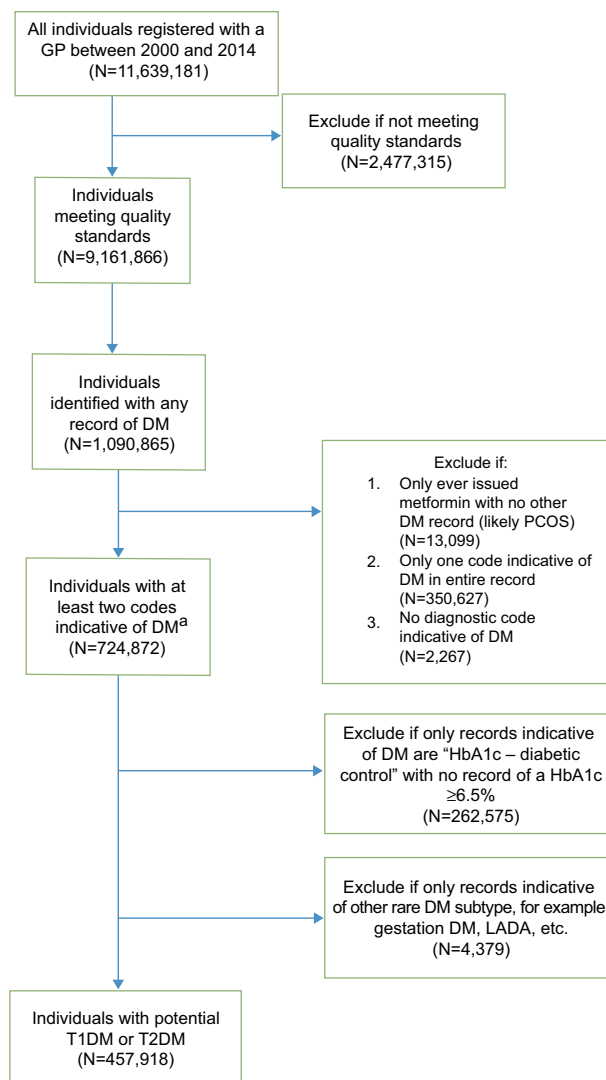 All individuals registered with a
GP between 2000 and 2014
(N=11,639,181)
Exclude if not meeting
quality standards
(N=2,477,315)
Individuals
meeting quality
standards
(N=9,161,866)
Individuals
identified with any
record of DM
(N=1,090,865)
Exclude if:
1. Only ever issued
metformin with no other
DM record (likely PCOS)
(N=13,099)
2. Only one code indicative of
DM in entire record
(N=350,627)
3. No diagnostic code
indicative of DM
(N=2,267)
Individuals with at
least two codes
indicative of DMa
(N=724,872)
Exclude if only records indicative
of DM are “HbA1c – diabetic
control” with no record of a HbA1c
≥6.5%
(N=262,575)
Exclude if only records indicative
of other rare DM subtype, for example
gestation DM, LADA, etc.
(N=4,379)
Individuals with potential
T1DM or T2DM
(N=457,918)